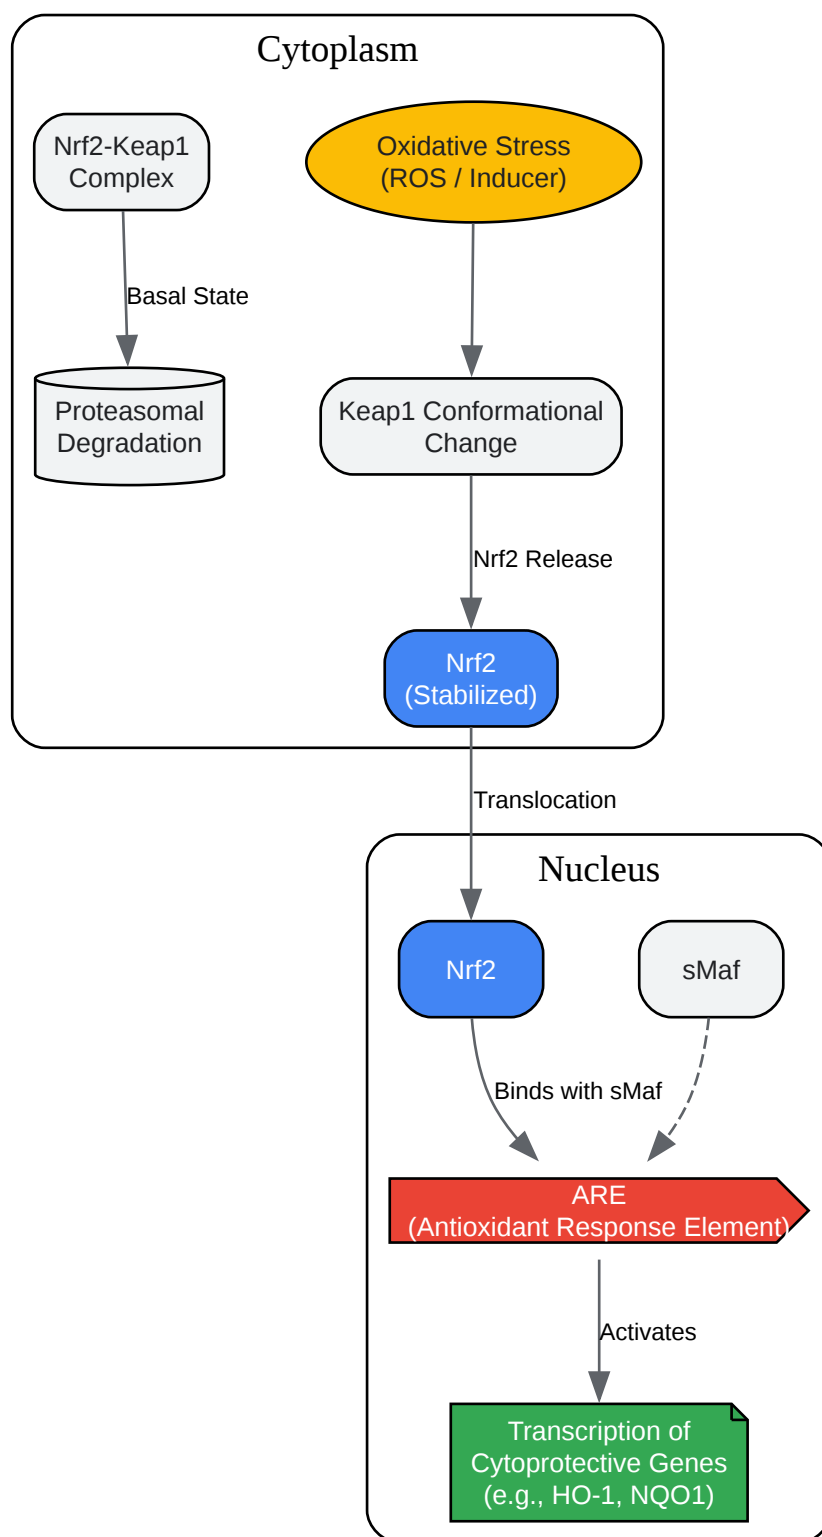 Cytoplasm
Nrf2-Keap1
Complex
Oxidative Stress
(ROS / Inducer)
Basal State
Proteasomal
Degradation
Keap1 Conformational
Change
Nrf2 Release
Nrf2
(Stabilized)
Translocation
Nucleus
Nrf2
sMaf
Binds with sMaf
ARE
(Antioxidant Response Element)
Activates
Transcription of
Cytoprotective Genes
(e.g., HO-1, NQO1)